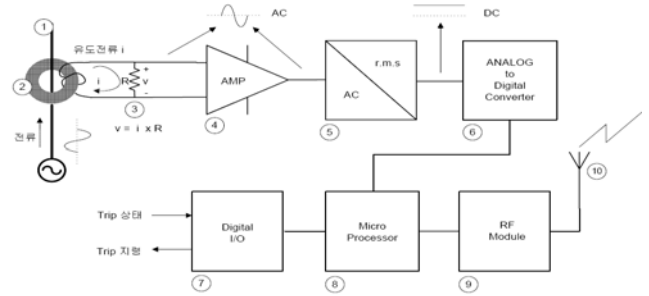 ①
AC
DC
유도전류 i
②
i
R
+
v
-
③
v = i x R
전류
AMP
④
r.m.s
AC
⑤
ANALOG
to
Digital
Converter
⑥
⑩
Trip 상태
Trip 지령
Digital
I/O
⑦
Micro
Processor
⑧
RF
Module
⑨